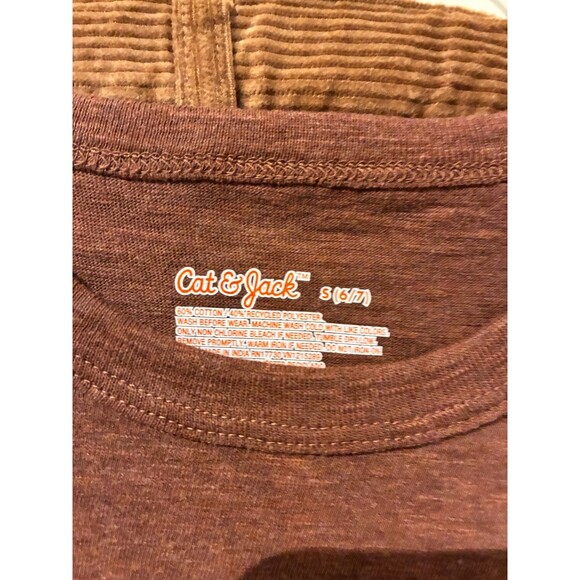 Cat & Jack™ S (6/7)
60% COTTON / 40% RECYCLED POLYESTER.
WASH BEFORE WEAR. MACHINE WASH COLD WITH LIKE COLORS.
ONLY NON CHLORINE BLEACH IF NEEDED. TUMBLE DRY LOW.
REMOVE PROMPTLY. WARM IRON IF NEEDED. DO NOT IRON ON
IN INDIA RN17730 VN1215289